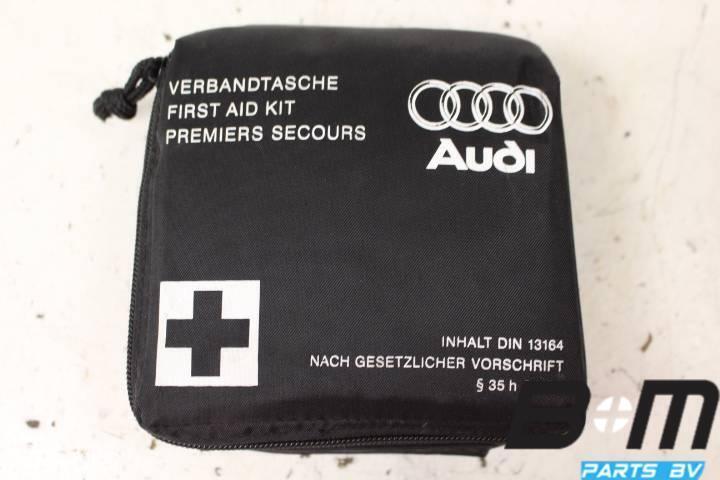 VERBANDTASCHE
FIRST AID KIT
PREMIERS SECOURS
Audi
INHALT DIN 13164
NACH GESETZLICHER VORSCHRIFT
§ 35 h
B+M
PARTS BV